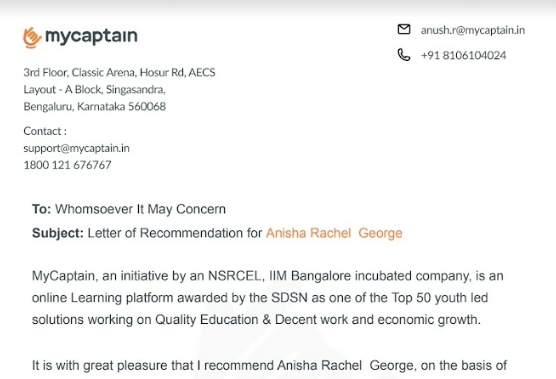 mycaptain
anush.r@mycaptain.in
+91 8106104024
3rd Floor, Classic Arena, Hosur Rd, AECS
Layout - A Block, Singasandra,
Bengaluru, Karnataka 560068
Contact :
support@mycaptain.in
1800 121 676767
To: Whomsoever It May Concern
Subject: Letter of Recommendation for Anisha Rachel  George
MyCaptain, an initiative by an NSRCEL, IIM Bangalore incubated company, is an
online Learning platform awarded by the SDSN as one of the Top 50 youth led
solutions working on Quality Education & Decent work and economic growth.
It is with great pleasure that I recommend Anisha Rachel  George, on the basis of